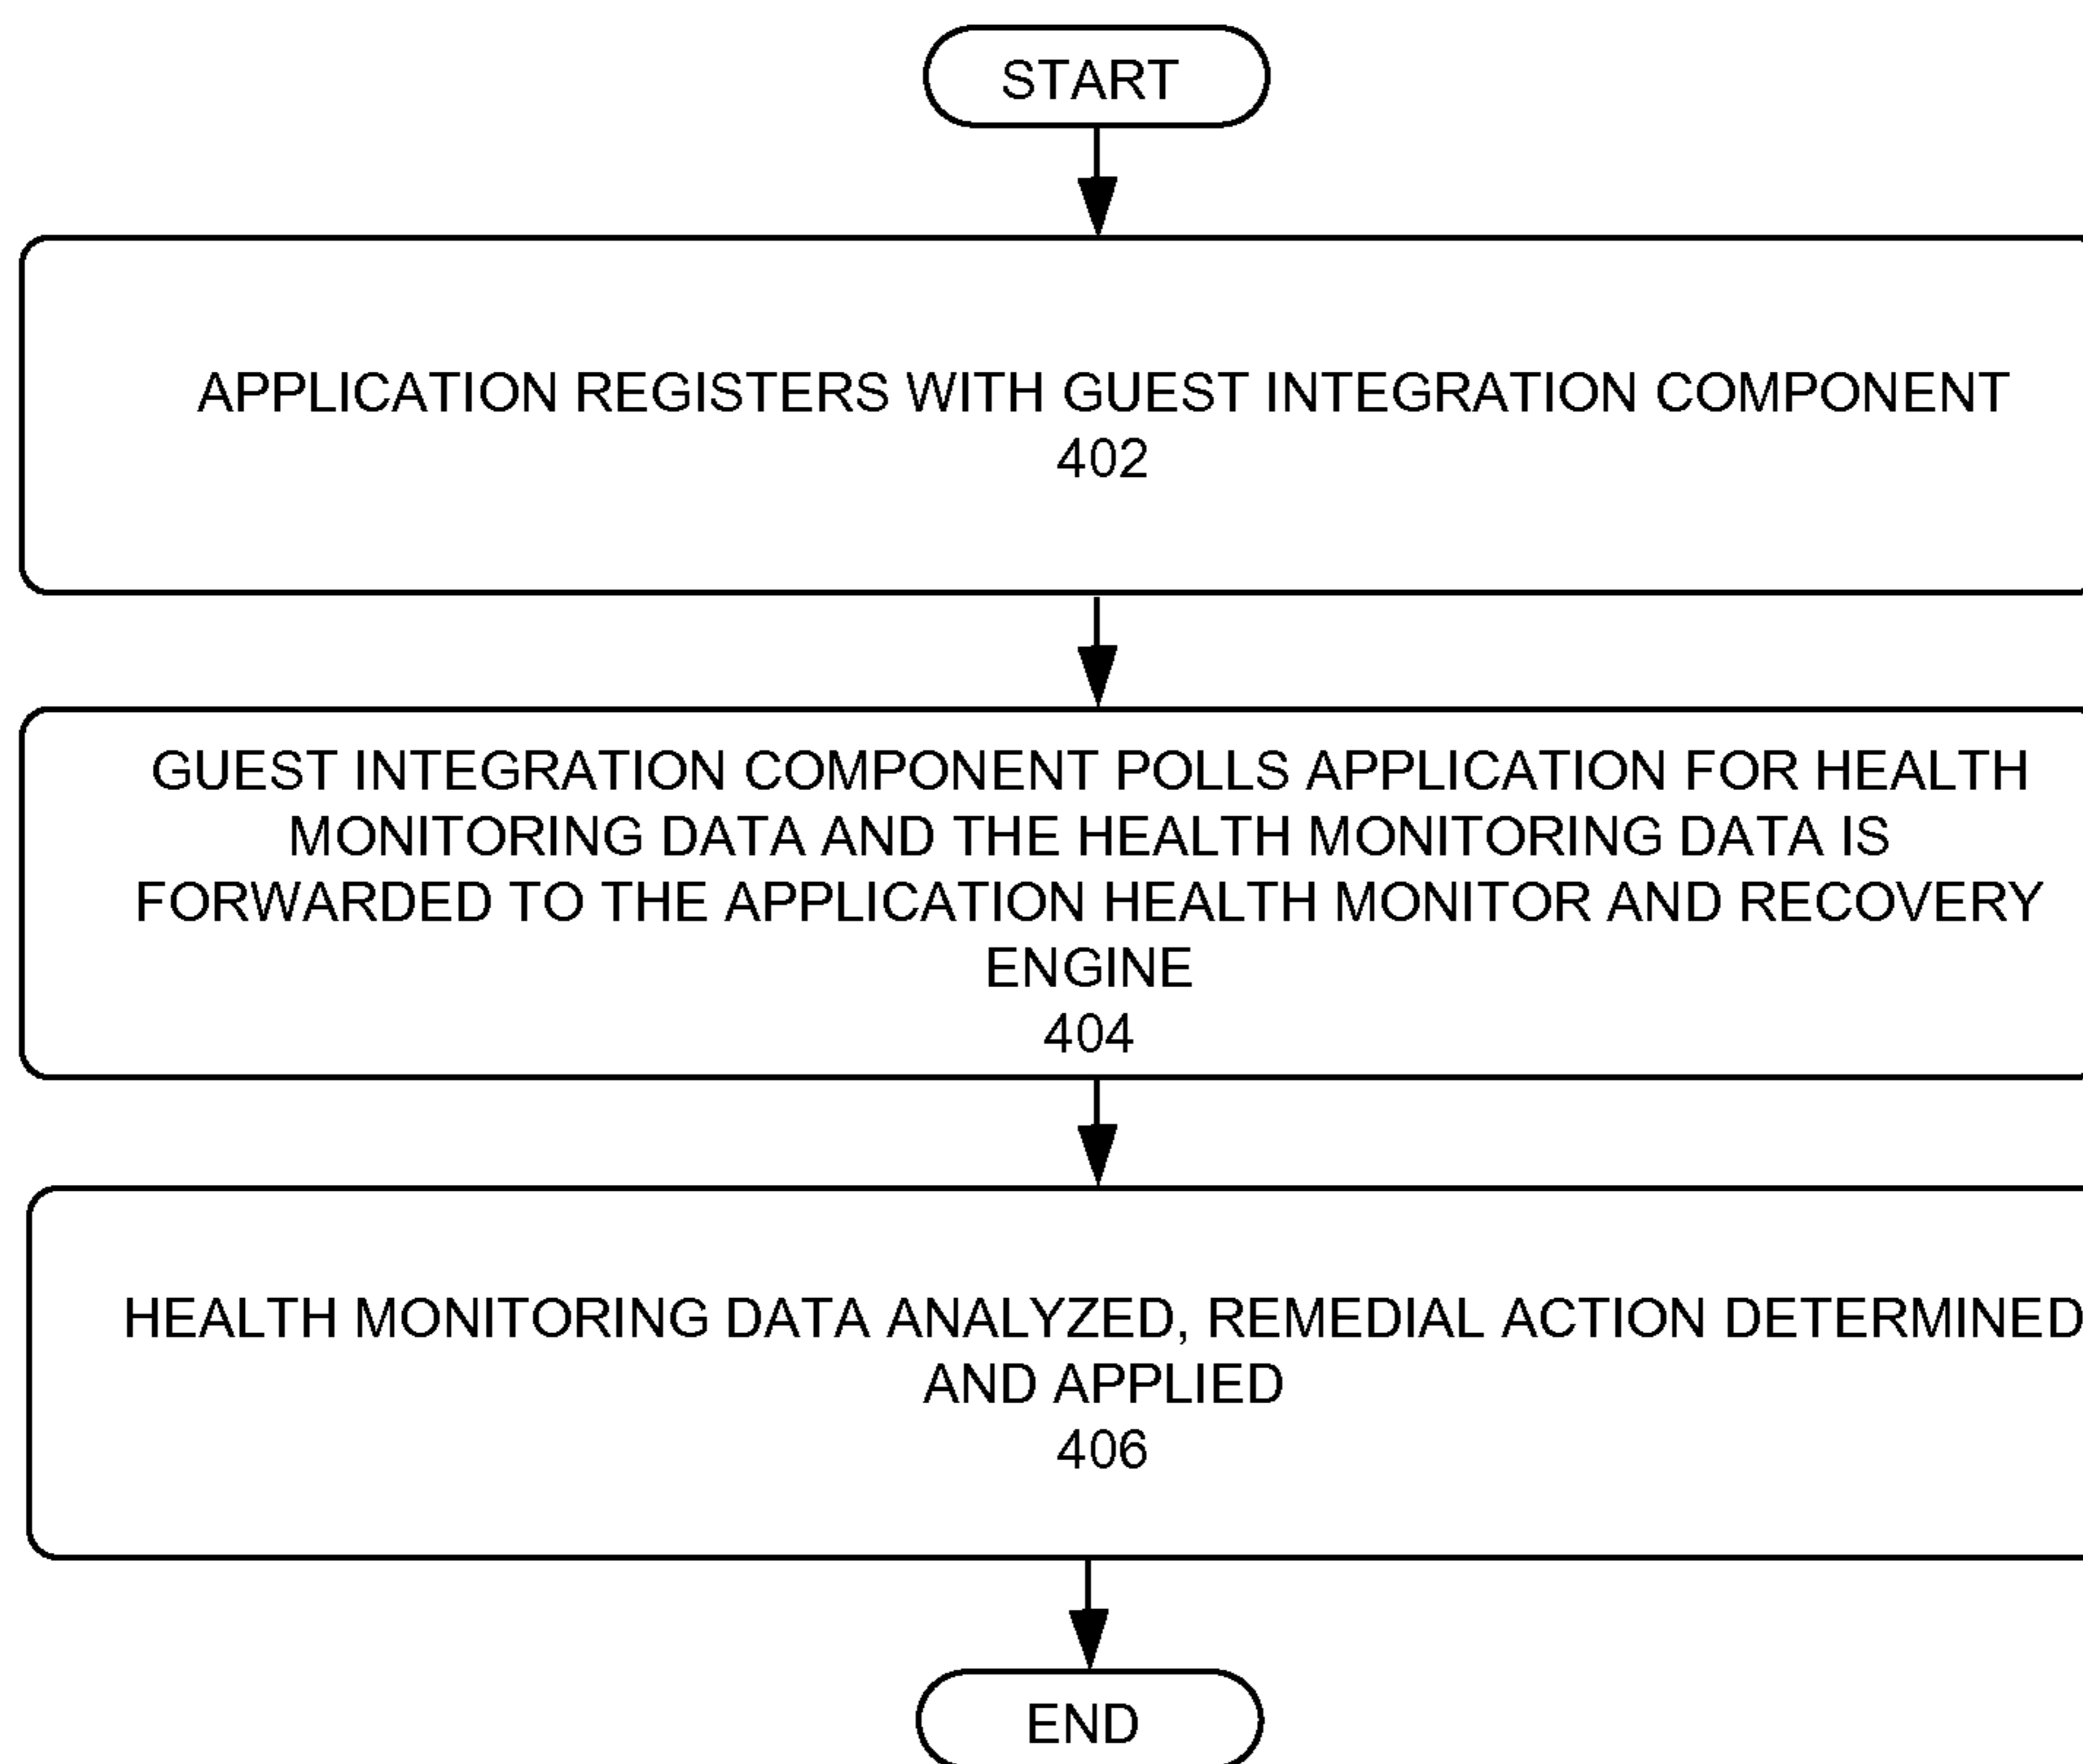 START
APPLICATION REGISTERS WITH GUEST INTEGRATION COMPONENT
402
GUEST INTEGRATION COMPONENT POLLS APPLICATION FOR HEALTH
MONITORING DATA AND THE HEALTH MONITORING DATA IS
FORWARDED TO THE APPLICATION HEALTH MONITOR AND RECOVERY
ENGINE
404
HEALTH MONITORING DATA ANALYZED, REMEDIAL ACTION DETERMINED
AND APPLIED
406
END